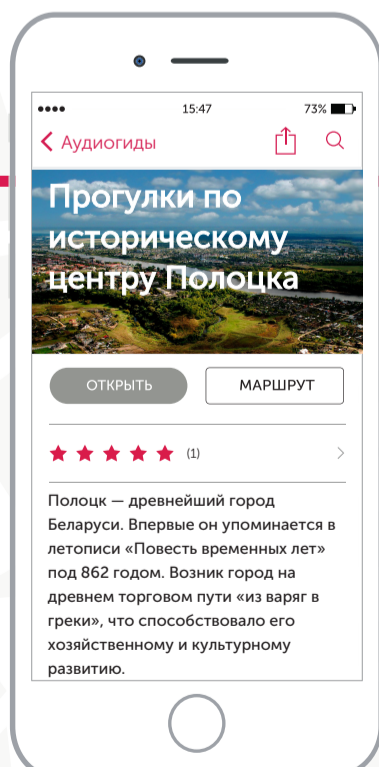 15:47
73%
Аудиогиды
Прогулки по
историческому
центру Полоцка
ОТКРЫТЬ
МАРШРУТ
(1)
Полоцк — древнейший город
Беларуси. Впервые он упоминается в
летописи «Повесть временных лет»
под 862 годом. Возник город на
древнем торговом пути «из варяг в
греки», что способствовало его
хозяйственному и культурному
развитию.